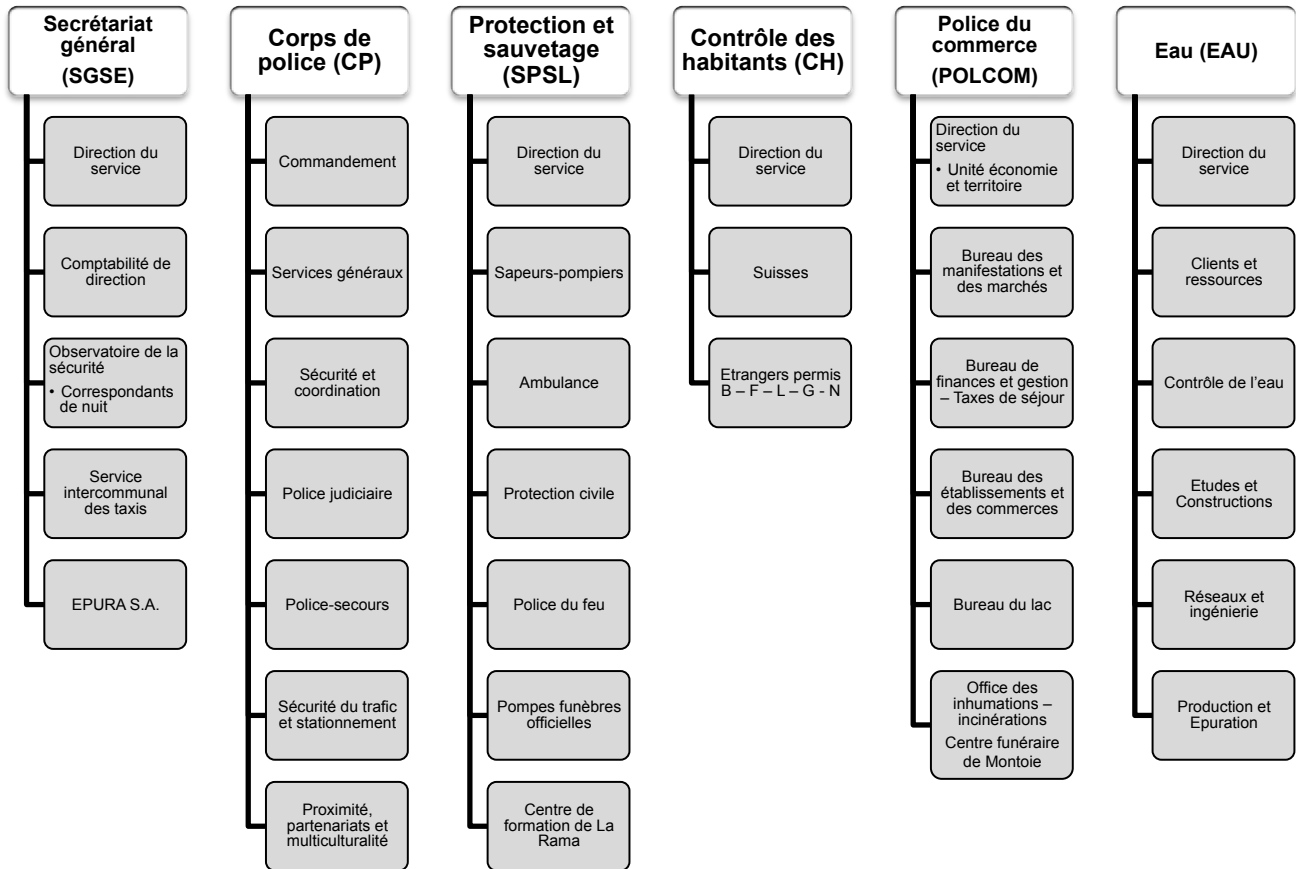 Secrétariat
général
(SGSE)
Direction du
service
Comptabilité de
direction
Observatoire de la
sécurité
• Correspondants
de nuit
Service
intercommunal
des taxis
EPURA S.A.
Corps de
police (CP)
Commandement
Services généraux
Sécurité et
coordination
Police judiciaire
Police-secours
Sécurité du trafic
et stationnement
Proximité,
partenariats et
multiculturalité
Protection et
sauvetage
(SPSL)
Direction du
service
Sapeurs-pompiers
Ambulance
Protection civile
Police du feu
Pompes funèbres
officielles
Centre de
formation de La
Rama
Contrôle des
habitants (CH)
Direction du
service
Suisses
Etrangers permis
B – F – L – G - N
Police du
commerce
(POLCOM)
Direction du
service
• Unité économie
et territoire
Bureau des
manifestations et
des marchés
Bureau de
finances et gestion
– Taxes de séjour
Bureau des
établissements et
des commerces
Bureau du lac
Office des
inhumations –
incinérations
Centre funéraire
de Montoie
Eau (EAU)
Direction du
service
Clients et
ressources
Contrôle de l'eau
Etudes et
Constructions
Réseaux et
ingénierie
Production et
Epuration